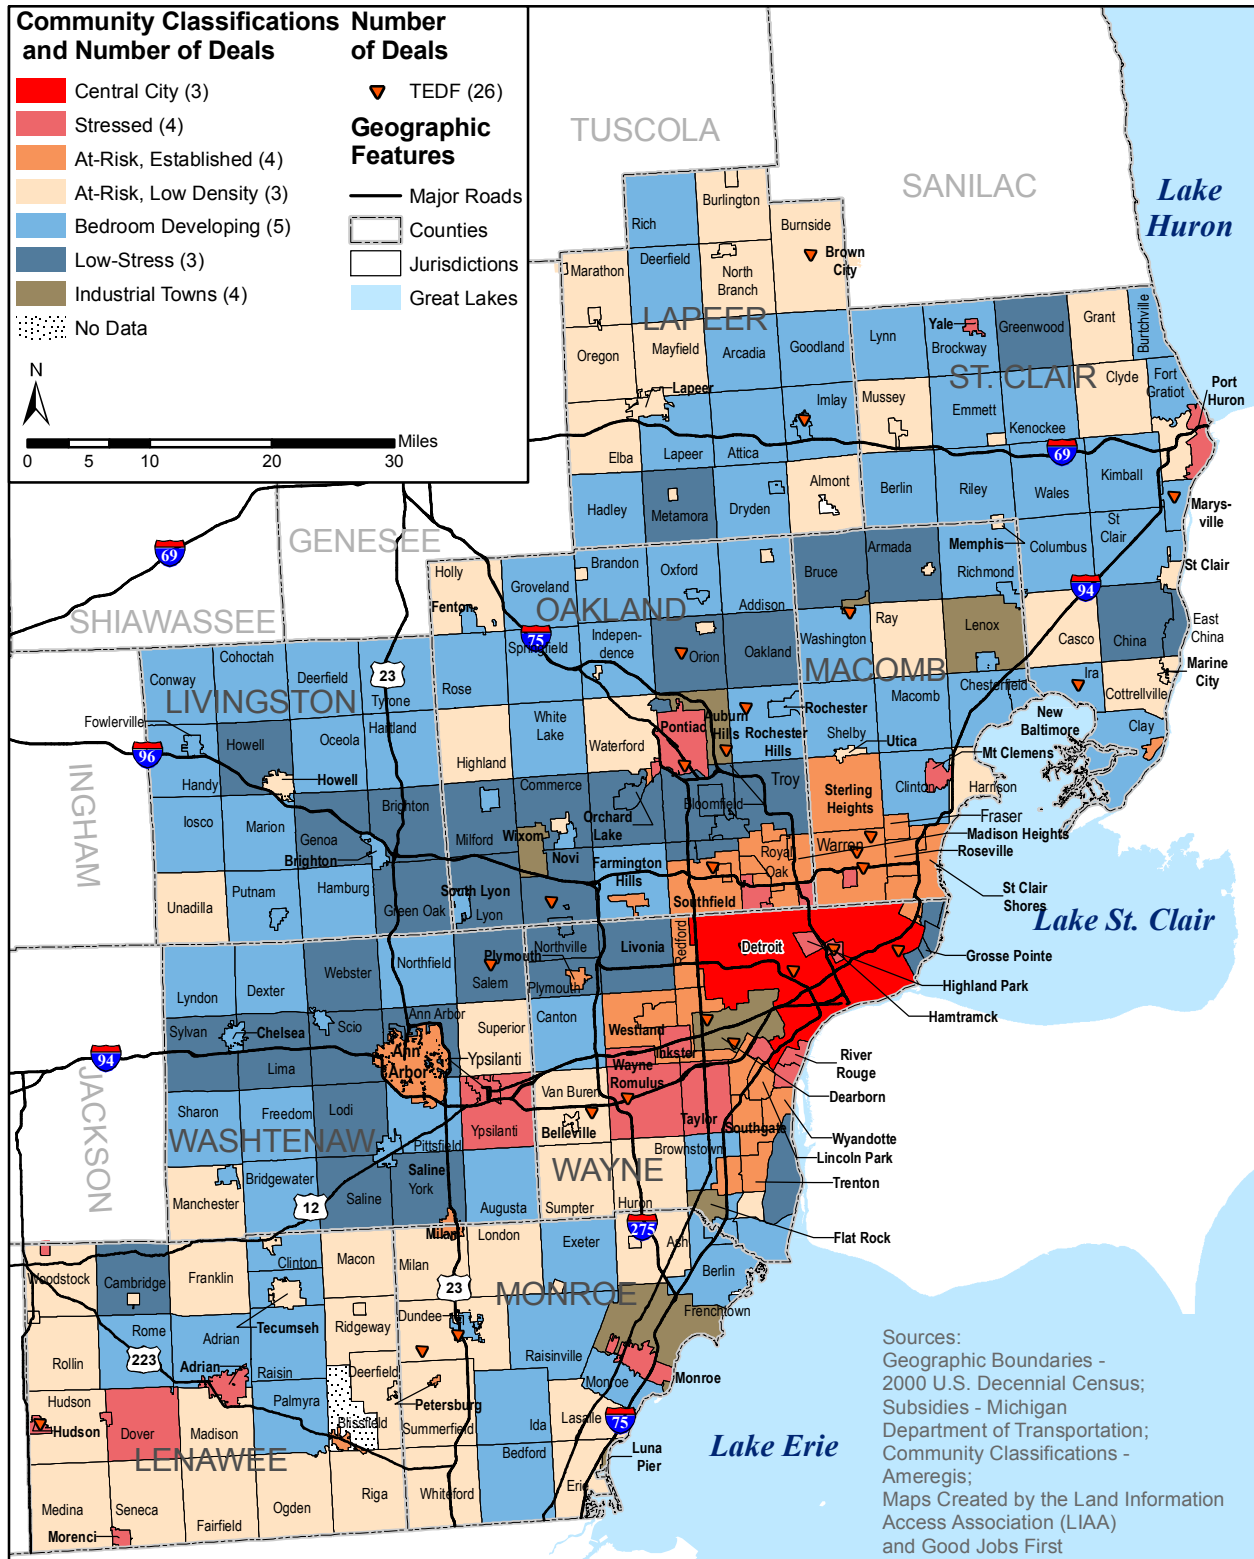 Community Classifications
and Number of Deals
Central City (3)
Stressed (4)
At-Risk, Established (4)
At-Risk, Low Density (3)
Bedroom Developing (5)
Low-Stress (3)
Industrial Towns (4)
No Data
Number
of Deals
TEDF (26)
Geographic
Features
Major Roads
Counties
Jurisdictions
Great Lakes
N
Miles
0 5 10 20 30
TUSCOLA
SANILAC
Lake
Huron
Burlington
Rich
Burnside
Deerfield
Brown
City
Marathon
North
Branch
LAPEER
Oregon
Mayfield
Arcadia
Goodland
Lynn
Yale
Brockway
Greenwood
Grant
Burtchville
ST. CLAIR
Lapeer
Imlay
Mussey
Emmett
Kenockee
Clyde
Fort
Gratiot
Port
Huron
Elba
Lapeer
Attica
69
Almont
Berlin
Riley
Wales
Kimball
Hadley
Metamora
Dryden
Marys-
ville
GENESEE
69
SHIAWASSEE
Holly
Fenton
Groveland
Brandon
Oxford
Addison
OAKLAND
Bruce
Armada
Memphis
Richmond
Columbus
St
Clair
St Clair
94
75
Springfield
Indepen-
dence
Orion
Oakland
Washington
Ray
Lenox
Casco
China
East
China
MACOMB
Marine
City
Cottrellville
Ira
Clay
Conway
Cohoctah
Deerfield
23
Tyrone
LIVINGSTON
Fowlerville
Howell
Oceola
Hartland
Rose
White
Lake
Highland
Waterford
Pontiac
Auburn
Hills
Rochester
Hills
Rochester
Shelby
Utica
Macomb
Chesterfield
New
Baltimore
Mt Clemens
Clinton
Harrison
96
INGHAM
Handy
Howell
Iosco
Marion
Genoa
Brighton
Brighton
Milford
Commerce
Wixom
Orchard
Lake
Bloomfield
Troy
Sterling
Heights
Fraser
Madison Heights
Roseville
Warren
Royal
Oak
St Clair
Shores
Lake St. Clair
Unadilla
Putnam
Hamburg
Green Oak
South Lyon
Lyon
Novi
Farmington
Hills
Southfield
Redford
Detroit
Grosse Pointe
Highland Park
Hamtramck
Northville
Livonia
Plymouth
Plymouth
Lyndon
Dexter
Webster
Northfield
Salem
Sylvan
Chelsea
Scio
Ann Arbor
Superior
Canton
Westland
Inkster
94
JACKSON
Lima
Ann
Arbor
Ypsilanti
Wayne
Romulus
River
Rouge
Dearborn
Sharon
Freedom
Lodi
Pittsfield
Ypsilanti
Van Buren
Belleville
Taylor
Southgate
Wyandotte
Lincoln Park
Trenton
WASHTENAW
WAYNE
Brownstown
Manchester
Bridgewater
12
Saline
Saline
York
Augusta
Sumpter
Huron
Flat Rock
275
Milan
Woodstock
Cambridge
Franklin
Clinton
Macon
Milan
London
Exeter
Ash
Berlin
MONROE
23
Frenchtown
Rome
Adrian
Tecumseh
Ridgeway
Dundee
223
Rollin
Adrian
Raisin
Deerfield
Raisinville
Monroe
Monroe
Hudson
Palmyra
Petersburg
Hudson
Dover
Madison
Blissfield
Summerfield
Ida
Lasalle
75
LENAWEE
Bedford
Luna
Pier
Lake Erie
Medina
Seneca
Ogden
Riga
Whiteford
Erie
Morenci
Fairfield
Sources:
Geographic Boundaries -
2000 U.S. Decennial Census;
Subsidies - Michigan
Department of Transportation;
Community Classifications -
Ameregis;
Maps Created by the Land Information
Access Association (LIAA)
and Good Jobs First